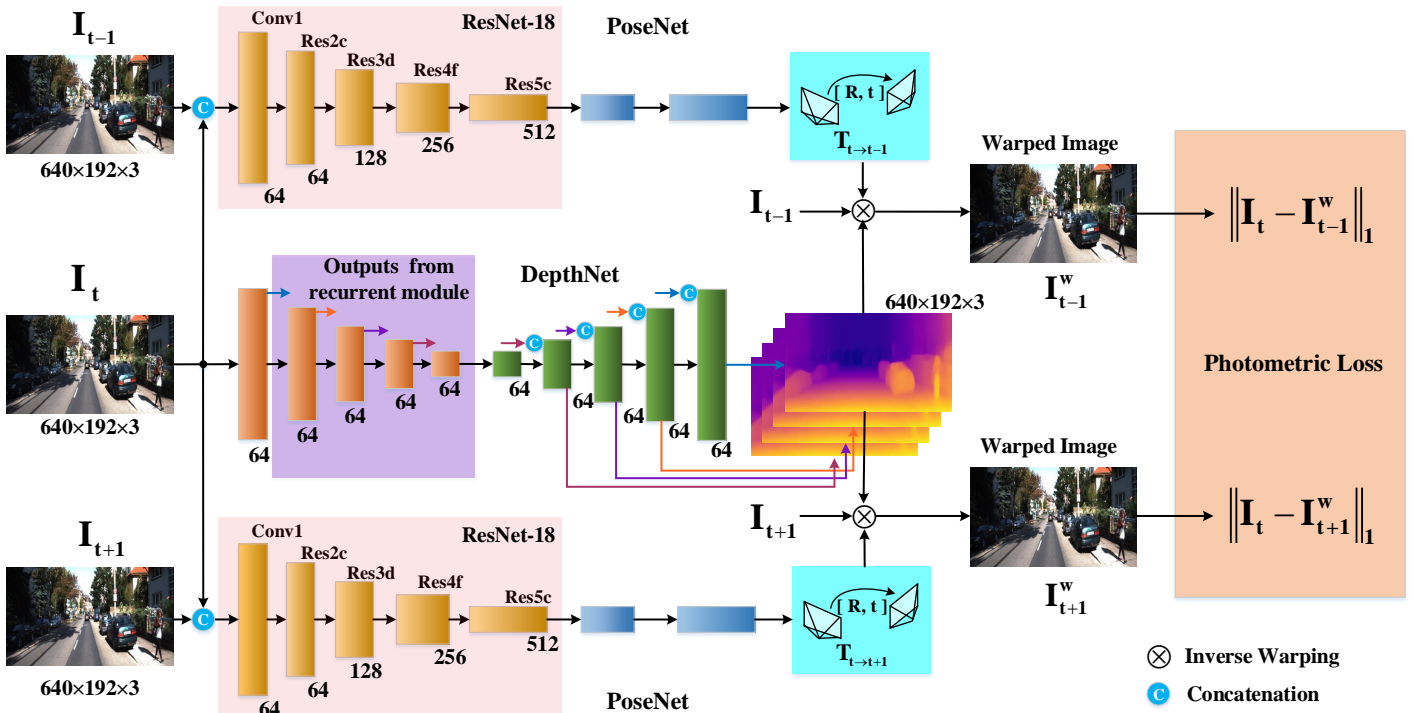 I_{t-1}
640×192×3
C
Conv1
Res2c
Res3d
Res4f
Res5c
ResNet-18
64
64
128
256
512
PoseNet
[ R, t ]
T_{t→t-1}
I_{t-1}
Warped Image
I^w_{t-1}
‖I_t − I^w_{t-1}‖_1
I_t
640×192×3
Outputs from
recurrent module
64
64
64
64
64
DepthNet
C
C
C
C
64
64
64
64
64
640×192×3
Photometric Loss
I_{t+1}
640×192×3
C
Conv1
Res2c
Res3d
Res4f
Res5c
ResNet-18
64
64
128
256
512
PoseNet
[ R, t ]
T_{t→t+1}
I_{t+1}
Warped Image
I^w_{t+1}
‖I_t − I^w_{t+1}‖_1
Inverse Warping
C Concatenation